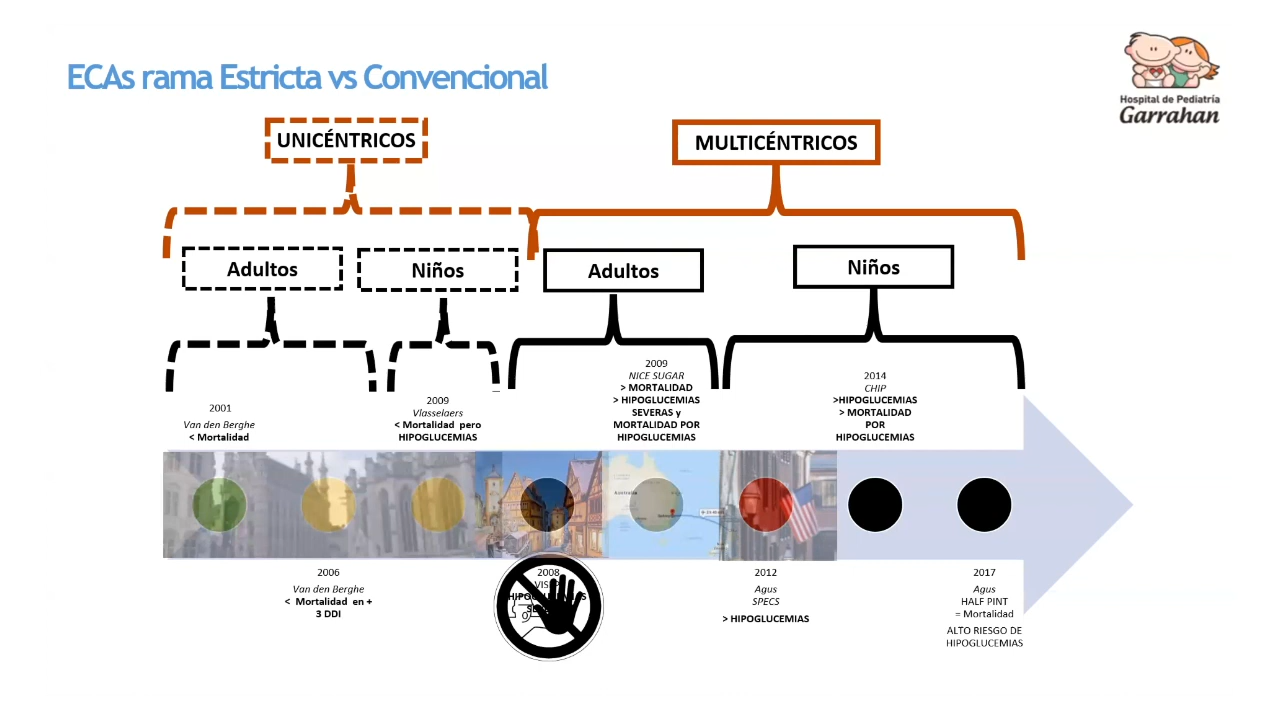 ECAs rama Estricta vs Convencional
Hospital de Pediatría
Garrahan
UNICÉNTRICOS
MULTICÉNTRICOS
Adultos
Niños
Adultos
Niños
2001
Van den Berghe
< Mortalidad
2009
Vlasselaers
< Mortalidad pero
HIPOGLUCEMIAS
2009
NICE SUGAR
> MORTALIDAD
> HIPOGLUCEMIAS
SEVERAS y
MORTALIDAD POR
HIPOGLUCEMIAS
2014
CHIP
>HIPOGLUCEMIAS
> MORTALIDAD
POR
HIPOGLUCEMIAS
Australia
2006
Van den Berghe
< Mortalidad en +
3 DDI
2008
2012
Agus
SPECS
> HIPOGLUCEMIAS
2017
Agus
HALF PINT
= Mortalidad
ALTO RIESGO DE
HIPOGLUCEMIAS